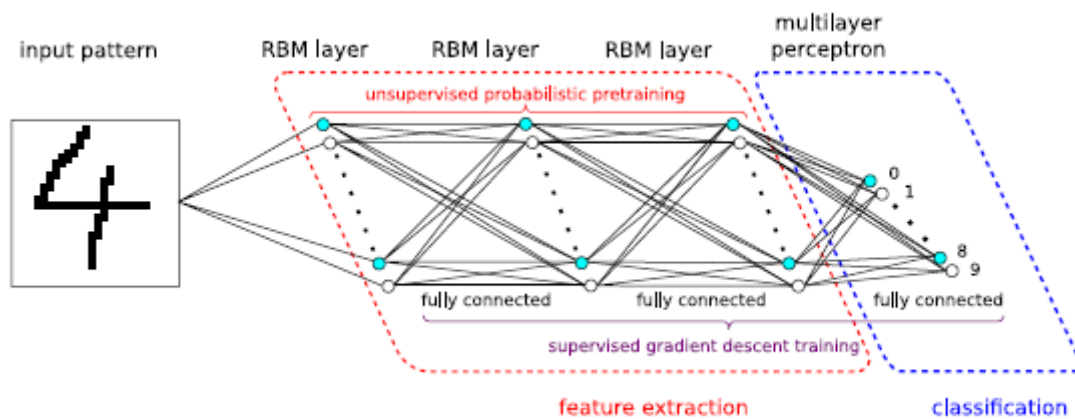 input pattern
RBM layer
RBM layer
RBM layer
multilayer
perceptron
unsupervised probabilistic pretraining
0
1
8
9
fully connected
fully connected
fully connected
supervised gradient descent training
feature extraction
classification